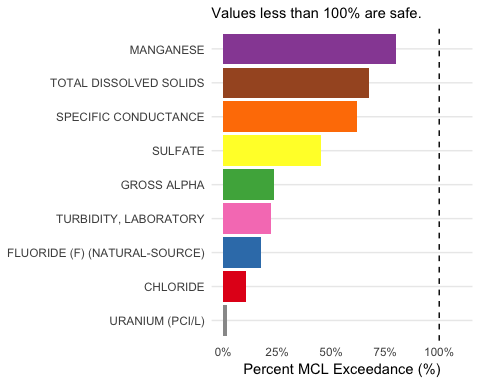 Values less than 100% are safe.
MANGANESE
TOTAL DISSOLVED SOLIDS
SPECIFIC CONDUCTANCE
SULFATE
GROSS ALPHA
TURBIDITY, LABORATORY
FLUORIDE (F) (NATURAL-SOURCE)
CHLORIDE
URANIUM (PCI/L)
0% 25% 50% 75% 100%
Percent MCL Exceedance (%)